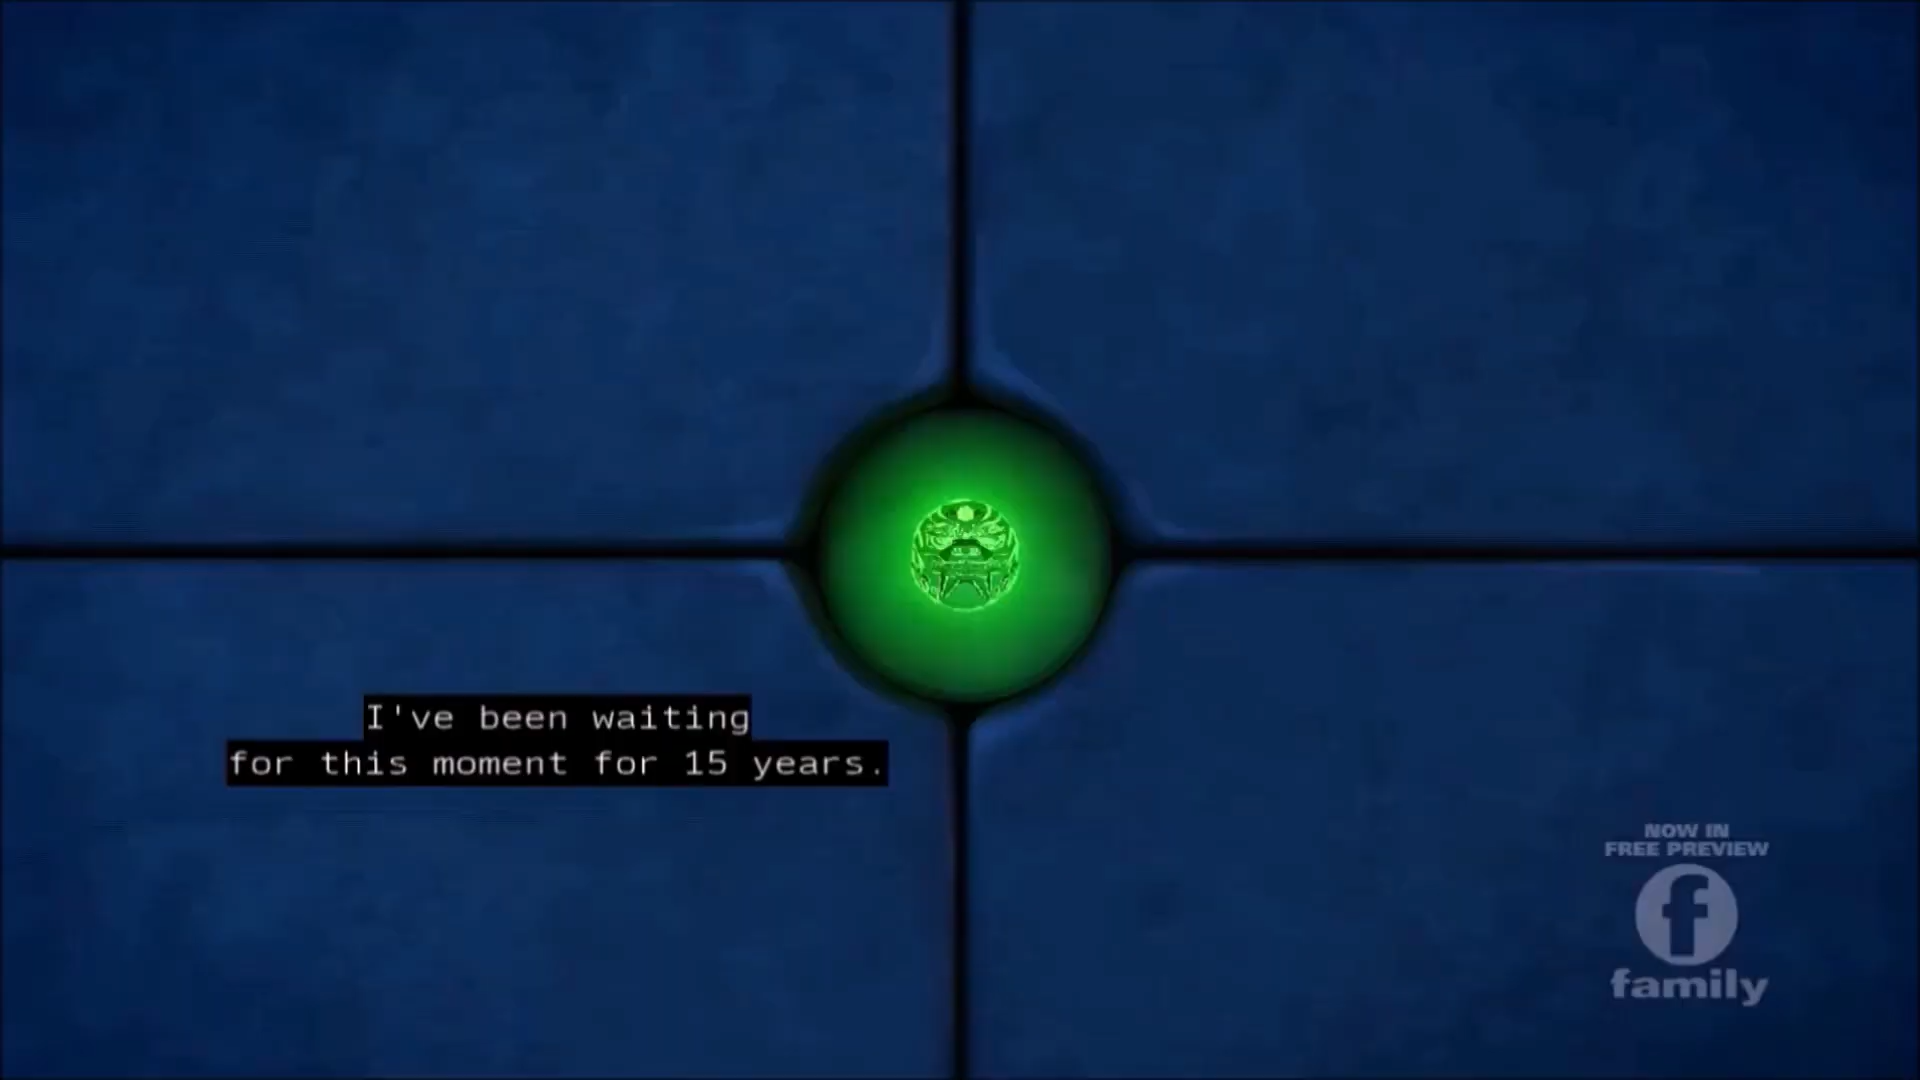 I've been waiting
for this moment for 15 years.
NOW IN
FREE PREVIEW
f
family